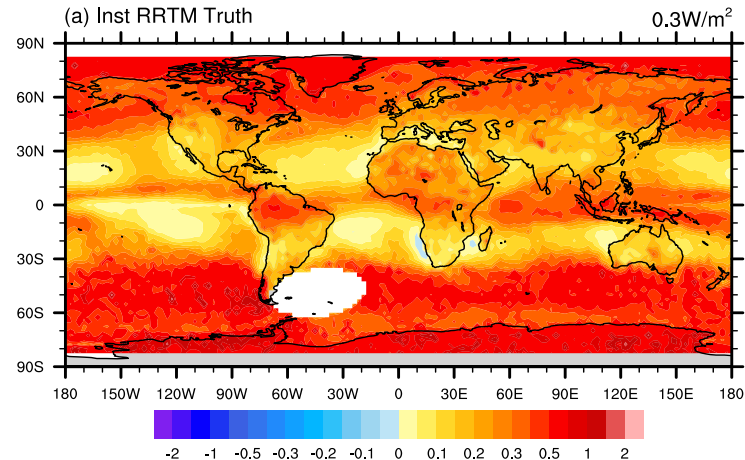 (a) Inst RRTM Truth 0.3W/m²
90N
60N
30N
0
30S
60S
90S
180 150W 120W 90W 60W 30W 0 30E 60E 90E 120E 150E 180
-2 -1 -0.5 -0.3 -0.2 -0.1 0 0.1 0.2 0.3 0.5 1 2